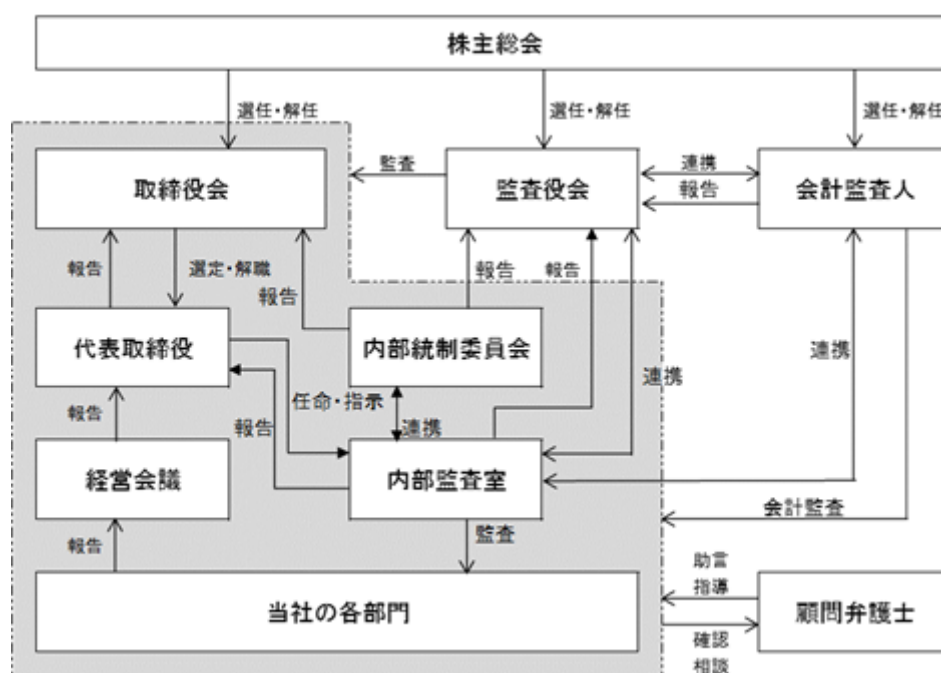 株主総会
選任・解任
選任・解任
選任・解任
取締役会
監査
監査役会
連携
報告
会計監査人
報告
選定・解職
報告
報告
報告
代表取締役
内部統制委員会
連携
連携
任命・指示
報告
報告
連携
経営会議
内部監査室
会計監査
報告
監査
助言
指導
当社の各部門
顧問弁護士
確認
相談